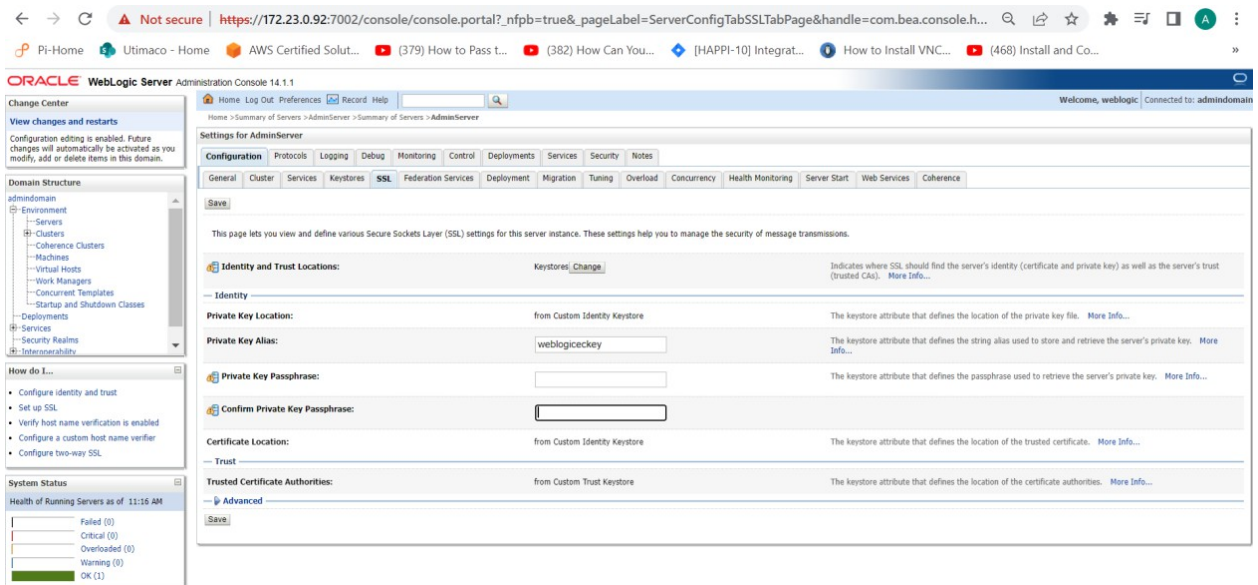 Not secure | https://172.23.0.92:7002/console/console.portal?_nfpb=true&_pageLabel=ServerConfigTabSSLTabPage&handle=com.bea.console.h...
A
Pi-Home Utimaco - Home AWS Certified Solut... (379) How to Pass t... (382) How Can You... [HAPPI-10] Integrat... How to Install VNC... (468) Install and Co... »
ORACLE WebLogic Server Administration Console 14.1.1
Change Center
View changes and restarts
Configuration editing is enabled. Future
changes will automatically be activated as you
modify, add or delete items in this domain.
Domain Structure
admindomain
Environment
Servers
Clusters
Coherence Clusters
Machines
Virtual Hosts
Work Managers
Concurrent Templates
Startup and Shutdown Classes
Deployments
Services
Security Realms
Interoperability
How do I...
Configure identity and trust
Set up SSL
Verify host name verification is enabled
Configure a custom host name verifier
Configure two-way SSL
System Status
Health of Running Servers as of 11:16 AM
Failed (0)
Critical (0)
Overloaded (0)
Warning (0)
OK (1)
Home Log Out Preferences Record Help
Welcome, weblogic Connected to: admindomain
Home >Summary of Servers >AdminServer >Summary of Servers >AdminServer
Settings for AdminServer
Configuration Protocols Logging Debug Monitoring Control Deployments Services Security Notes
General Cluster Services Keystores SSL Federation Services Deployment Migration Tuning Overload Concurrency Health Monitoring Server Start Web Services Coherence
Save
This page lets you view and define various Secure Sockets Layer (SSL) settings for this server instance. These settings help you to manage the security of message transmissions.
Identity and Trust Locations: Keystores Change Indicates where SSL should find the server's identity (certificate and private key) as well as the server's trust
(trusted CAs). More Info...
Identity
Private Key Location: from Custom Identity Keystore The keystore attribute that defines the location of the private key file. More Info...
Private Key Alias: weblogiceckey The keystore attribute that defines the string alias used to store and retrieve the server's private key. More
Info...
Private Key Passphrase: The keystore attribute that defines the passphrase used to retrieve the server's private key. More Info...
Confirm Private Key Passphrase:
Certificate Location: from Custom Identity Keystore The keystore attribute that defines the location of the trusted certificate. More Info...
Trust
Trusted Certificate Authorities: from Custom Trust Keystore The keystore attribute that defines the location of the certificate authorities. More Info...
Advanced
Save